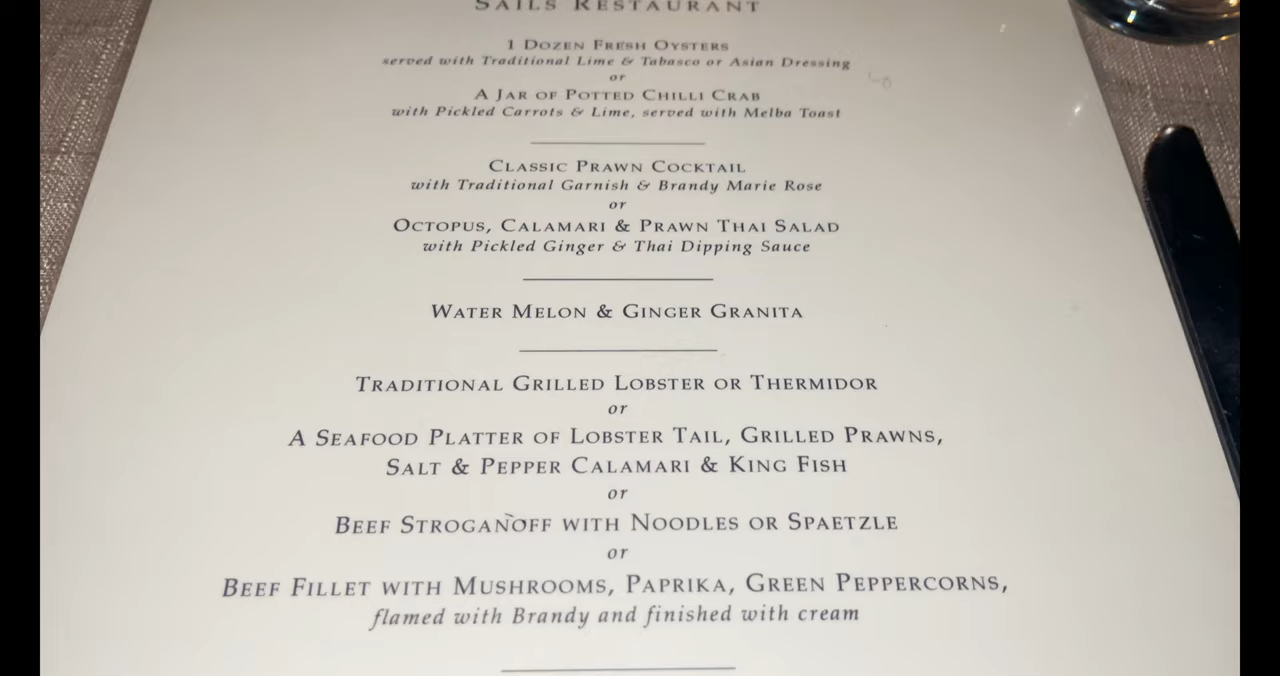 SAILS RESTAURANT
1 DOZEN FRESH OYSTERS
served with Traditional Lime & Tabasco or Asian Dressing
or
A JAR OF POTTED CHILLI CRAB
with Pickled Carrots & Lime, served with Melba Toast
CLASSIC PRAWN COCKTAIL
with Traditional Garnish & Brandy Marie Rose
or
OCTOPUS, CALAMARI & PRAWN THAI SALAD
with Pickled Ginger & Thai Dipping Sauce
WATER MELON & GINGER GRANITA
TRADITIONAL GRILLED LOBSTER OR THERMIDOR
or
A SEAFOOD PLATTER OF LOBSTER TAIL, GRILLED PRAWNS,
SALT & PEPPER CALAMARI & KING FISH
or
BEEF STROGANOFF WITH NOODLES OR SPAETZLE
or
BEEF FILLET WITH MUSHROOMS, PAPRIKA, GREEN PEPPERCORNS,
flamed with Brandy and finished with cream